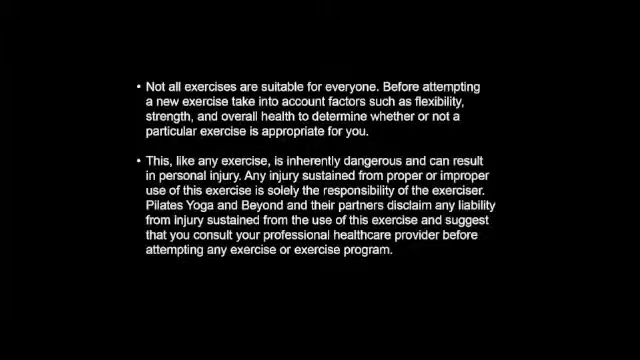 • Not all exercises are suitable for everyone. Before attempting
a new exercise take into account factors such as flexibility,
strength, and overall health to determine whether or not a
particular exercise is appropriate for you.
• This, like any exercise, is inherently dangerous and can result
in personal injury. Any injury sustained from proper or improper
use of this exercise is solely the responsibility of the exerciser.
Pilates Yoga and Beyond and their partners disclaim any liability
from injury sustained from the use of this exercise and suggest
that you consult your professional healthcare provider before
attempting any exercise or exercise program.